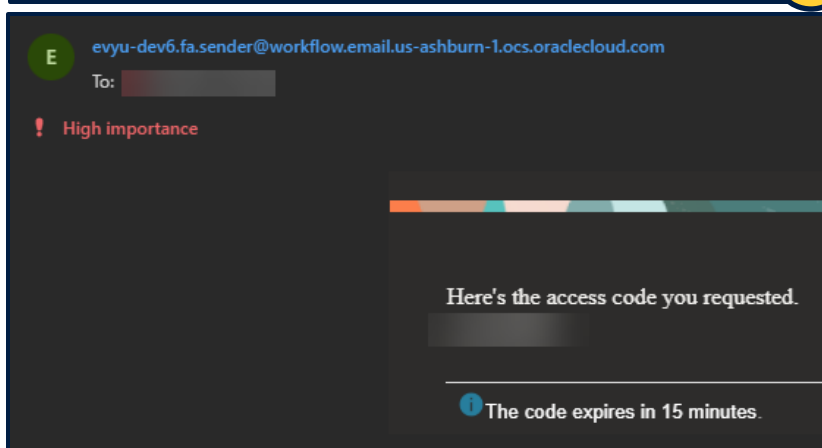 E
evyu-dev6.fa.sender@workflow.email.us-ashburn-1.ocs.oraclecloud.com
To:
! High importance
Here's the access code you requested.
i The code expires in 15 minutes.